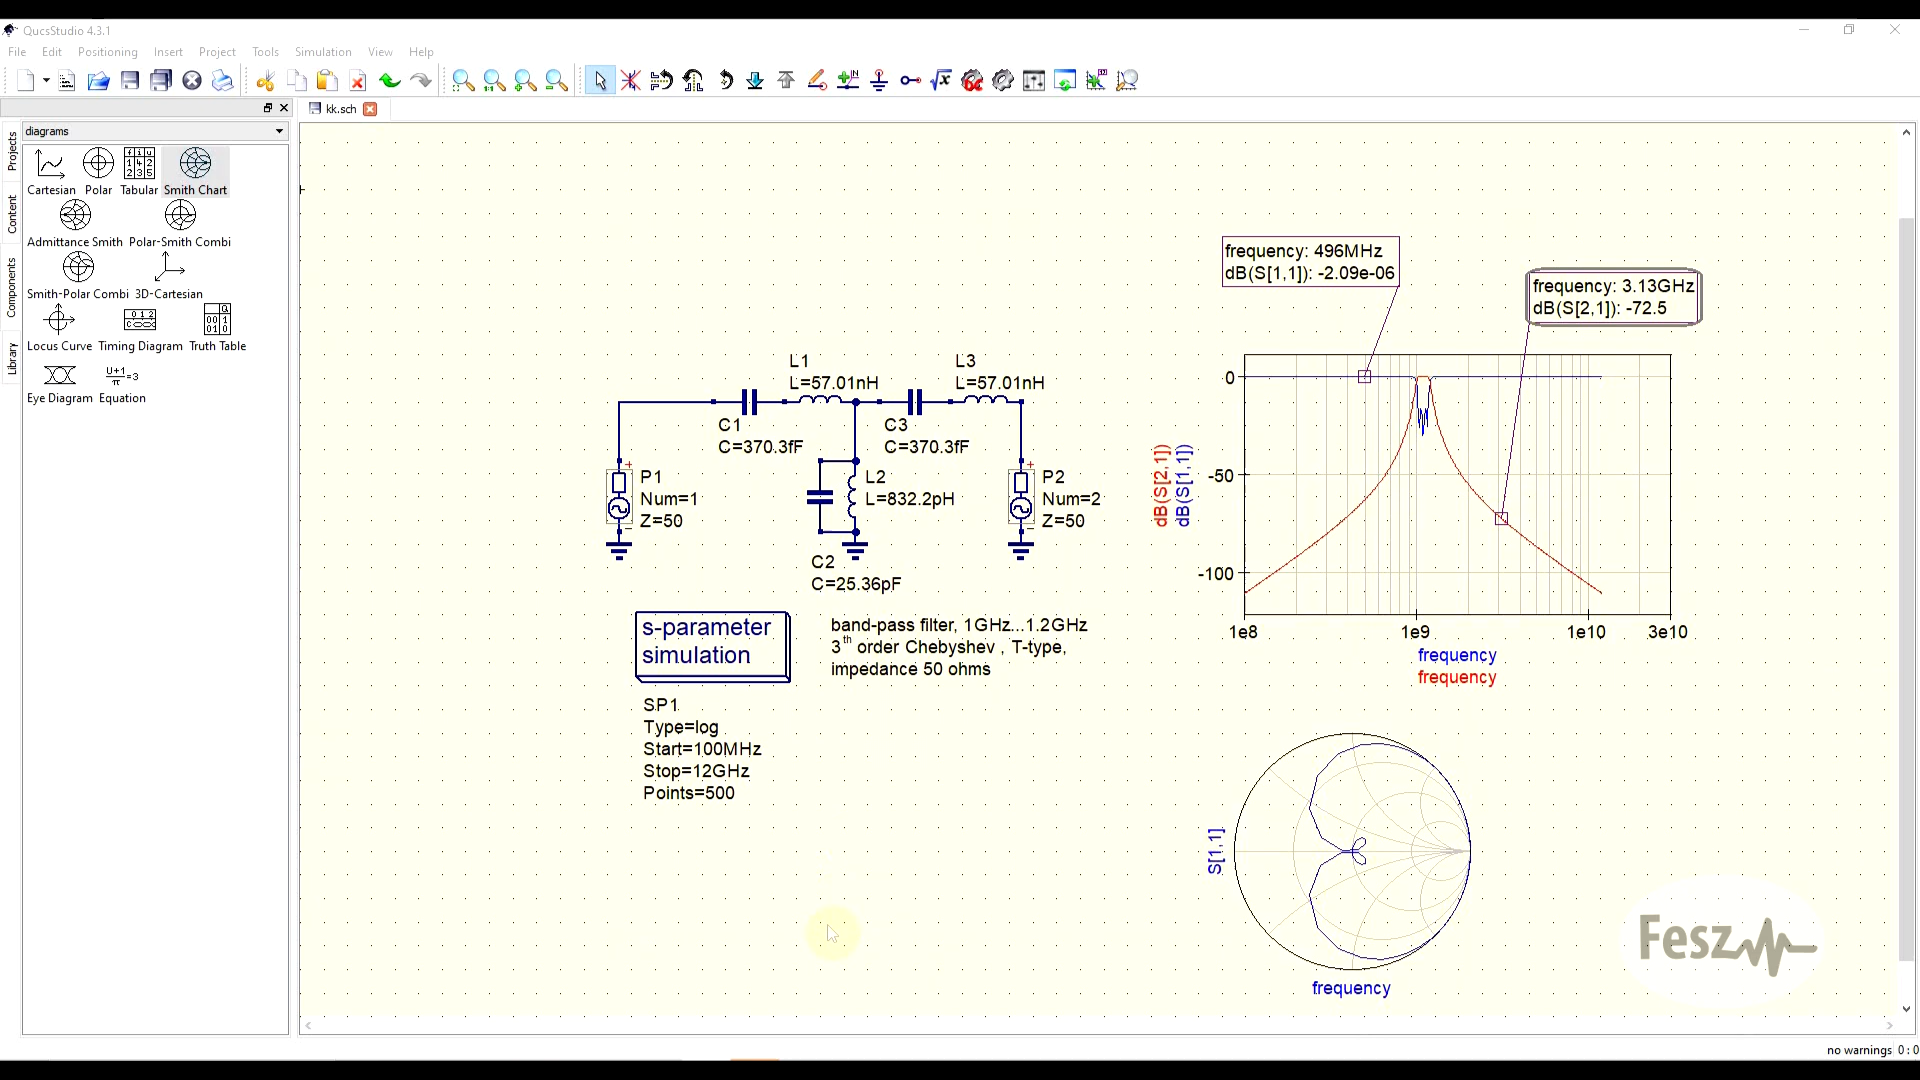 QucsStudio 4.3.1
File Edit Positioning Insert Project Tools Simulation View Help
kk.sch
diagrams
Projects
Content
Components
Library
Cartesian Polar Tabular Smith Chart
Admittance Smith Polar-Smith Combi
Smith-Polar Combi 3D-Cartesian
Locus Curve Timing Diagram Truth Table
Eye Diagram Equation
frequency: 496MHz
dB(S[1,1]): -2.09e-06
frequency: 3.13GHz
dB(S[2,1]): -72.5
L1
L=57.01nH
L3
L=57.01nH
C1
C=370.3fF
C3
C=370.3fF
P1
Num=1
Z=50
L2
L=832.2pH
P2
Num=2
Z=50
C2
C=25.36pF
s-parameter
simulation
band-pass filter, 1GHz...1.2GHz
3th order Chebyshev , T-type,
impedance 50 ohms
SP1
Type=log
Start=100MHz
Stop=12GHz
Points=500
dB(S[2,1])
dB(S[1,1])
0
-50
-100
1e8 1e9 1e10 3e10
frequency
frequency
S[1,1]
frequency
Fesz
no warnings 0 : 0